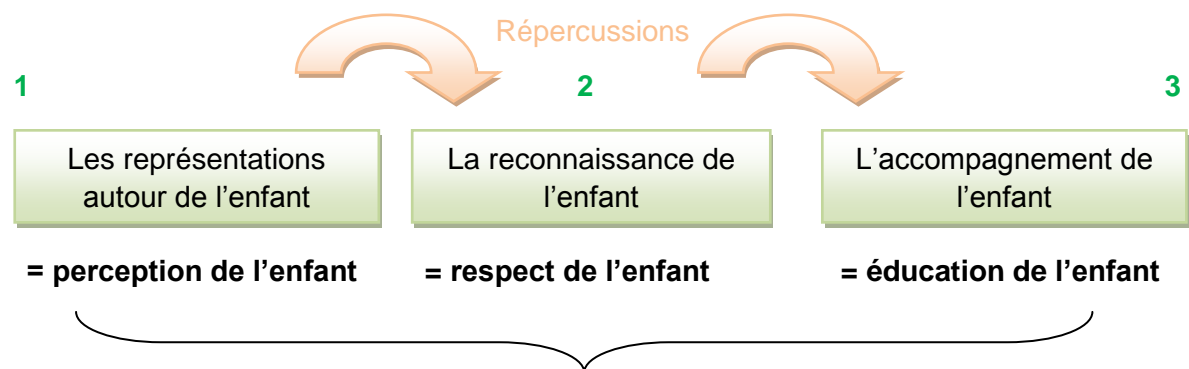 Répercussions
1
2
3
Les représentations
autour de l’enfant
La reconnaissance de
l’enfant
L’accompagnement de
l’enfant
= perception de l’enfant
= respect de l’enfant
= éducation de l’enfant